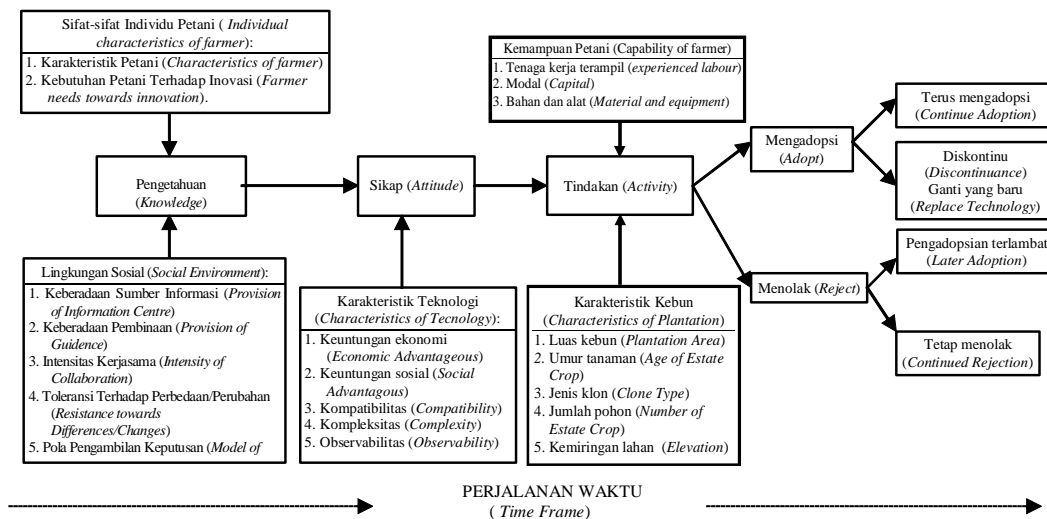 Sifat-sifat Individu Petani ( Individual
characteristics of farmer):
1. Karakteristik Petani (Characteristics of farmer)
2. Kebutuhan Petani Terhadap Inovasi (Farmer
needs towards innovation).
Kemampuan Petani (Capability of farmer)
1. Tenaga kerja terampil (experienced labour)
2. Modal (Capital)
3. Bahan dan alat (Material and equipment)
Pengetahuan
(Knowledge)
Sikap (Attitude)
Tindakan (Activity)
Mengadopsi
(Adopt)
Terus mengadopsi
(Continue Adoption)
Diskontinu
(Discontinuance)
Ganti yang baru
(Replace Technology)
Menolak (Reject)
Pengadopsian terlambat
(Later Adoption)
Tetap menolak
(Continued Rejection)
Lingkungan Sosial (Social Environment):
1. Keberadaan Sumber Informasi (Provision
of Information Centre)
2. Keberadaan Pembinaan (Provision of
Guidence)
3. Intensitas Kerjasama (Intensity of
Collaboration)
4. Toleransi Terhadap Perbedaan/Perubahan
(Resistance towards
Differences/Changes)
5. Pola Pengambilan Keputusan (Model of
Karakteristik Teknologi
(Characteristics of Tecnology):
1. Keuntungan ekonomi
(Economic Advantageous)
2. Keuntungan sosial (Social
Advantagous)
3. Kompatibilitas (Compatibility)
4. Kompleksitas (Complexity)
5. Observabilitas (Observability)
Karakteristik Kebun
(Characteristics of Plantation)
1. Luas kebun (Plantation Area)
2. Umur tanaman (Age of Estate
Crop)
3. Jenis klon (Clone Type)
4. Jumlah pohon (Number of
Estate Crop)
5. Kemiringan lahan (Elevation)
PERJALANAN WAKTU
( Time Frame)